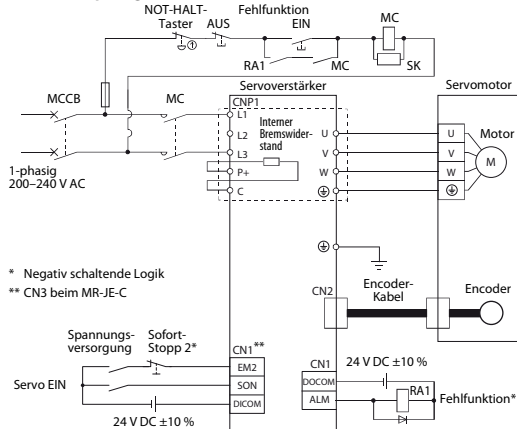 NOT-HALT-
Taster
AUS
Fehlfunktion
EIN
MC
①
RA1
MC
SK
MCCB
MC
Servoverstärker
Servomotor
CNP1
L1
L2
L3
P+
C
Interner
Bremswider-
stand
U
V
W
U
V
W
Motor
M
1-phasig
200–240 V AC
* Negativ schaltende Logik
** CN3 beim MR-JE-C
CN2
Encoder-
Kabel
Encoder
Spannungs-
versorgung
Sofort-
Stopp 2*
CN1**
EM2
SON
DICOM
Servo EIN
24 V DC ±10 %
CN1
DOCOM
ALM
24 V DC ±10 %
RA1
Fehlfunktion*